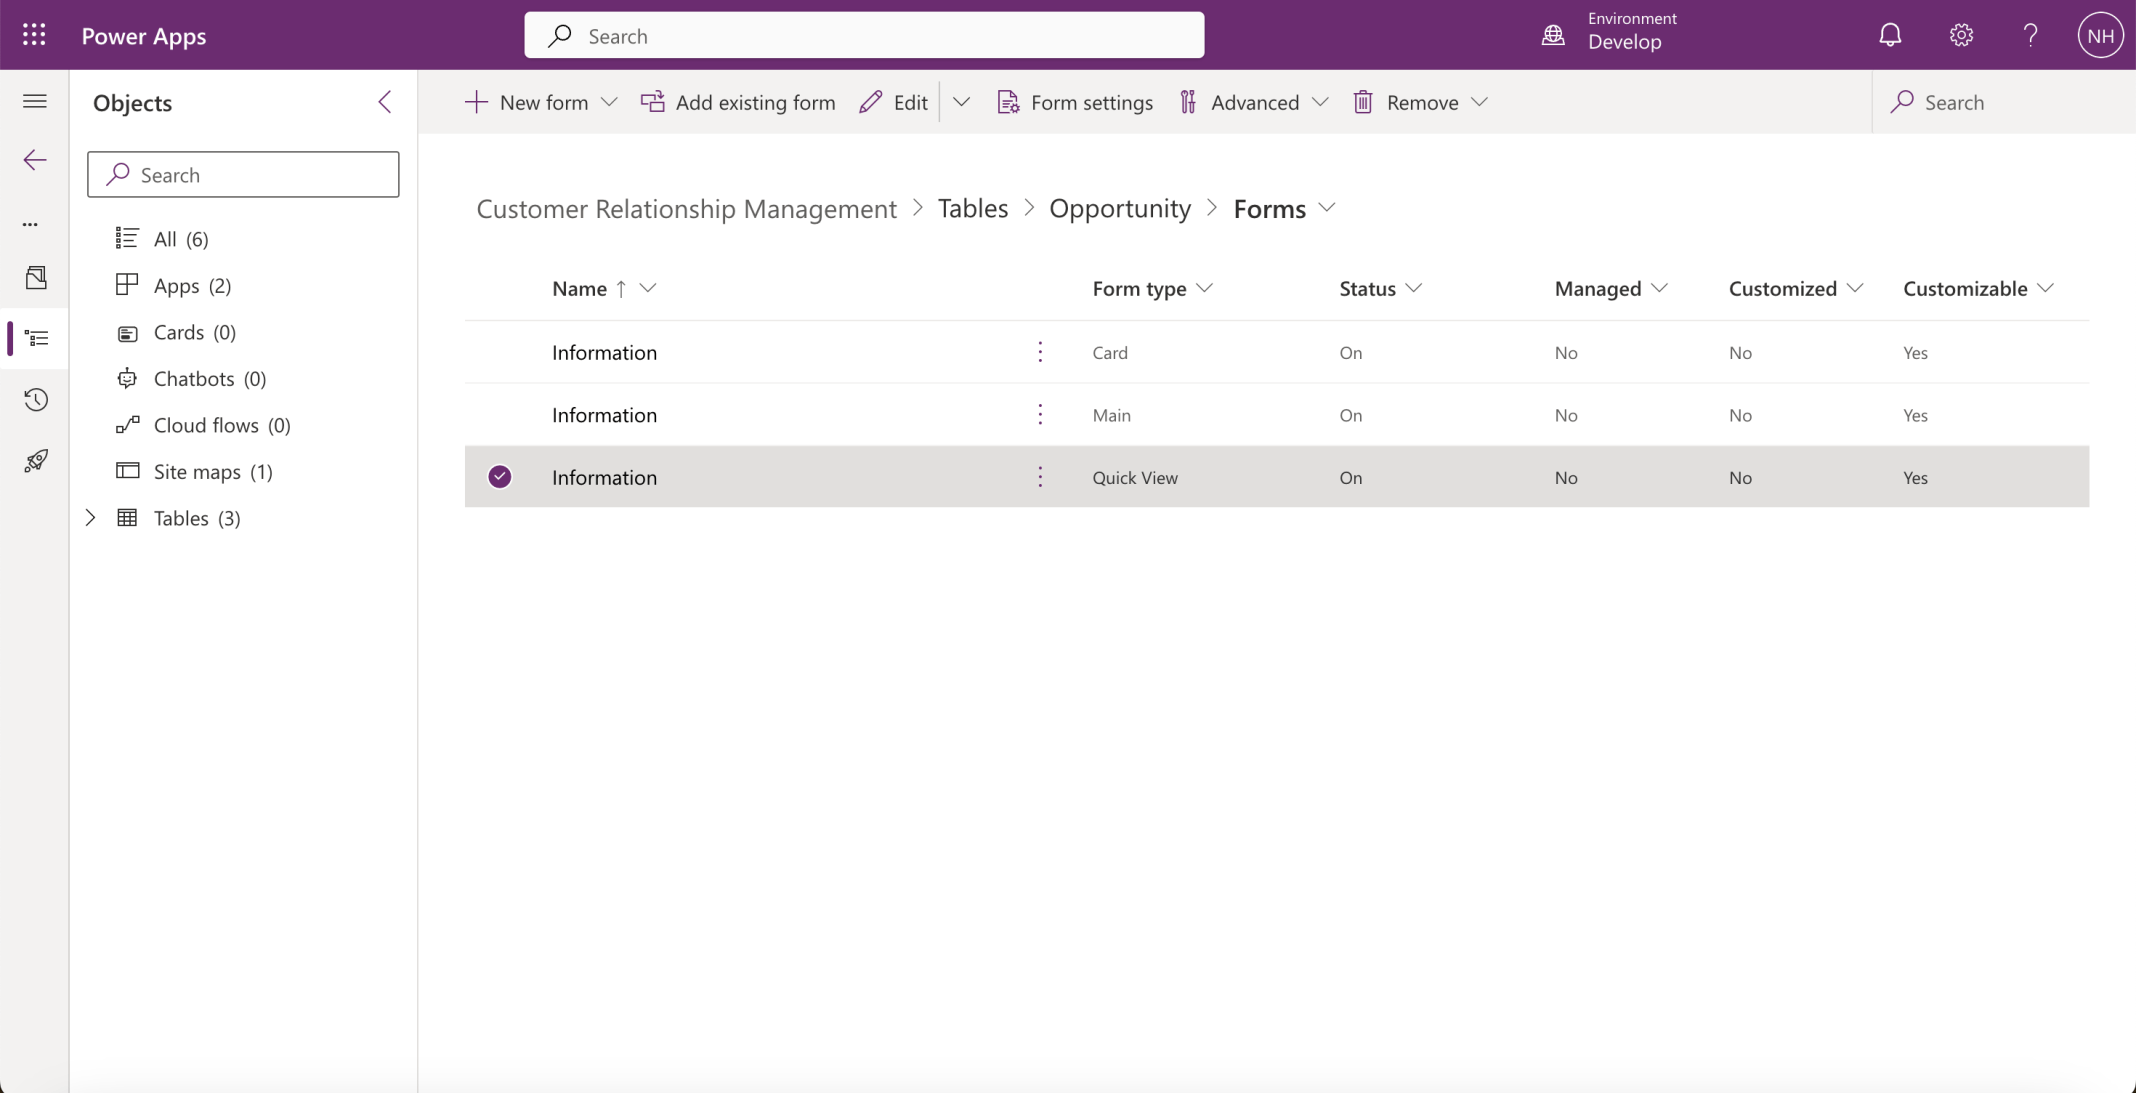 Power Apps
Search
Environment
Develop
?
NH
Objects
New form
Add existing form
Edit
Form settings
Advanced
Remove
Search
Search
All (6)
Apps (2)
Cards (0)
Chatbots (0)
Cloud flows (0)
Site maps (1)
Tables (3)
Customer Relationship Management > Tables > Opportunity > Forms
Name ↑ Form type Status Managed Customized Customizable
Information Card On No No Yes
Information Main On No No Yes
Information Quick View On No No Yes